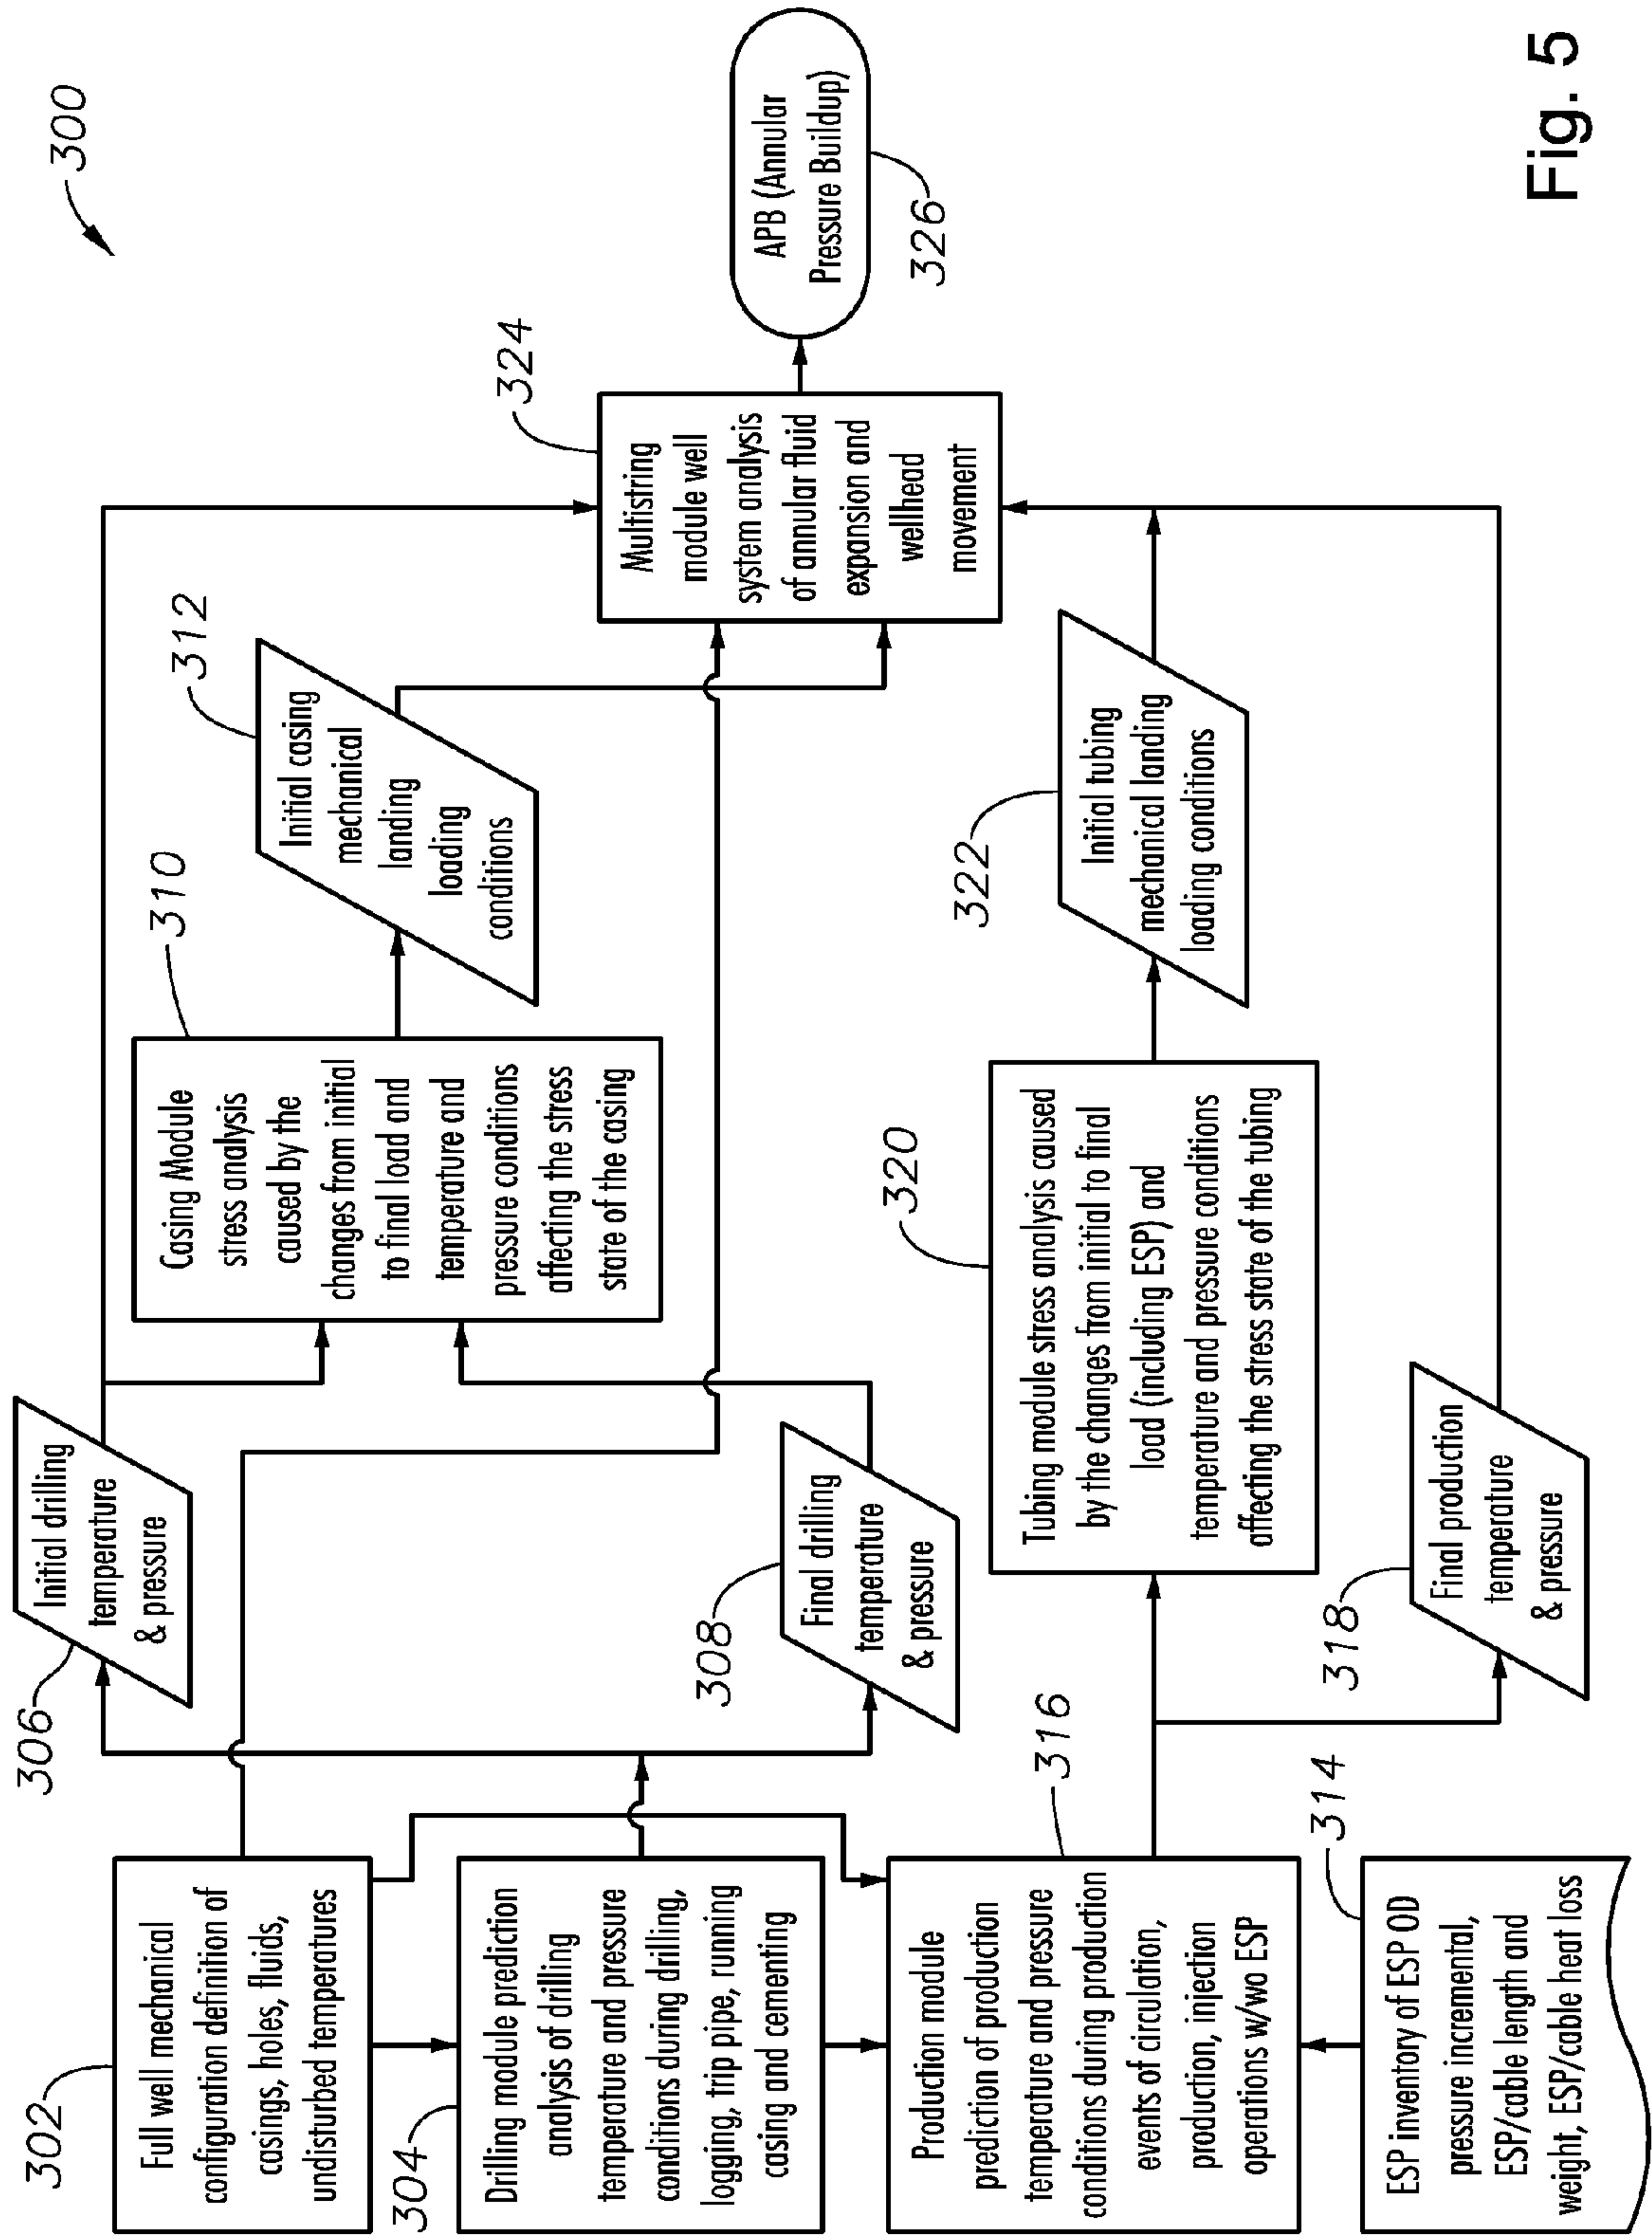 300
302
Full well mechanical
configuration definition of
casings, holes, fluids,
undisturbed temperatures
304
Drilling module prediction
analysis of drilling
temperature and pressure
conditions during drilling,
logging, trip pipe, running
casing and cementing
306
Initial drilling
temperature
& pressure
308
Final drilling
temperature
& pressure
310
Casing Module
stress analysis
caused by the
changes from initial
to final load and
temperature and
pressure conditions
affecting the stress
state of the casing
312
Initial casing
mechanical
landing
loading
conditions
314
ESP inventory of ESP OD
pressure incremental,
ESP/cable length and
weight, ESP/cable heat loss
316
Production module
prediction of production
temperature and pressure
conditions during production
events of circulation,
production, injection
operations w/wo ESP
318
Final production
temperature
& pressure
320
Tubing module stress analysis caused
by the changes from initial to final
load (including ESP) and
temperature and pressure conditions
affecting the stress state of the tubing
322
Initial tubing
mechanical landing
loading conditions
324
Multistring
module well
system analysis
of annular fluid
expansion and
wellhead
movement
APB (Annular
Pressure Buildup)
326
Fig. 5